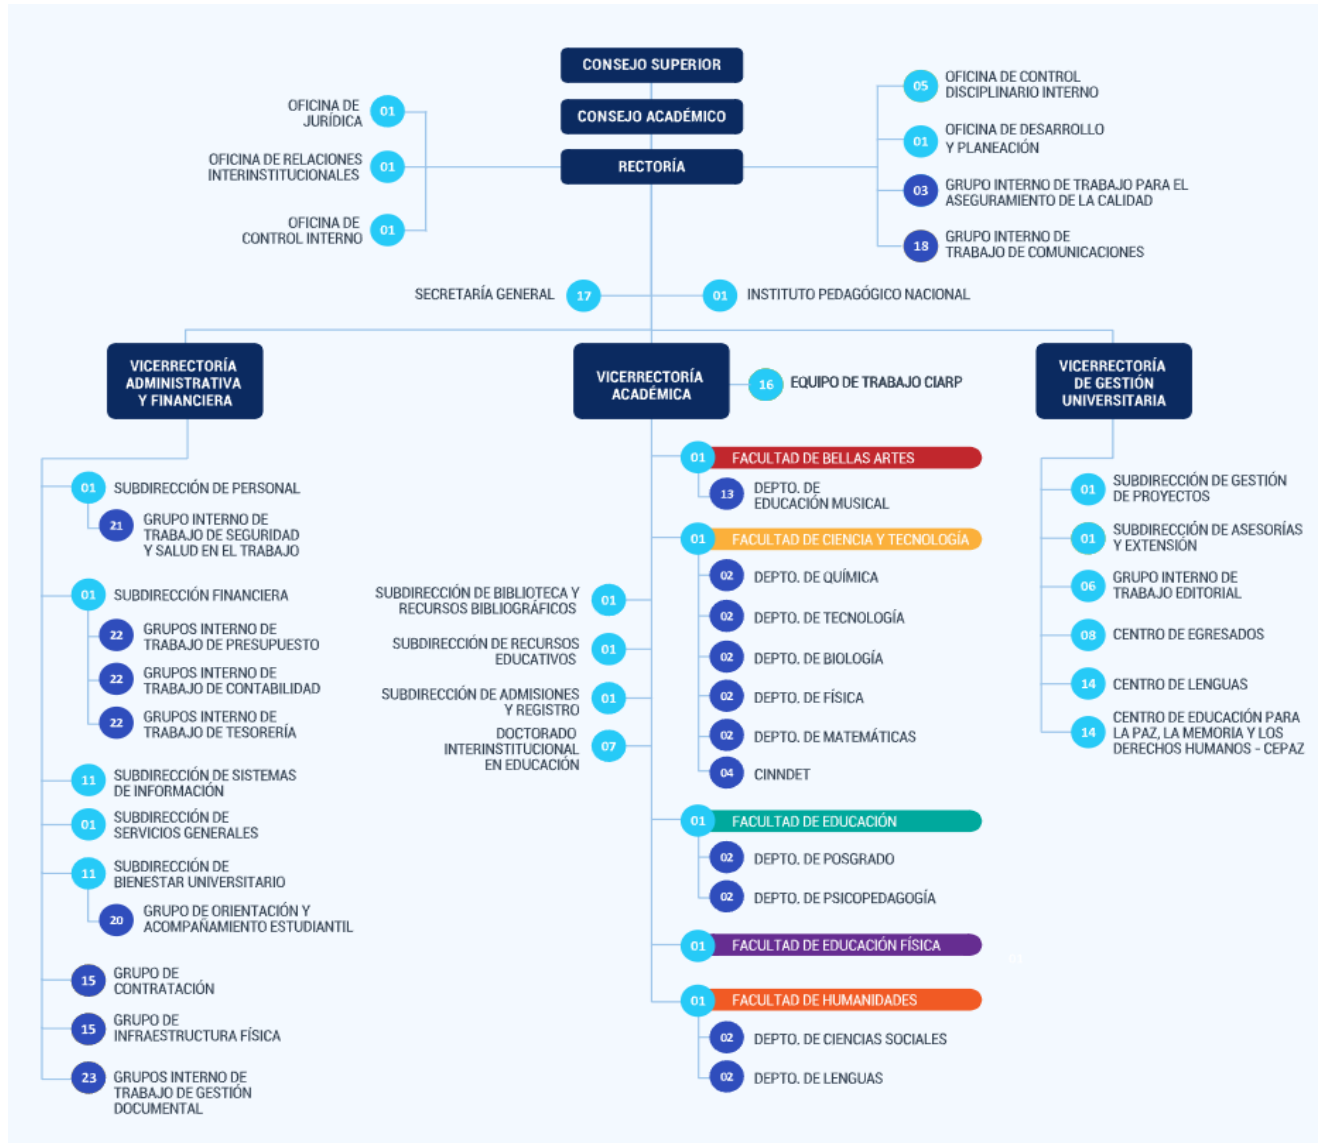 CONSEJO SUPERIOR
CONSEJO ACADÉMICO
RECTORÍA
OFICINA DE
JURÍDICA
01
OFICINA DE RELACIONES
INTERINSTITUCIONALES
01
OFICINA DE
CONTROL INTERNO
01
05
OFICINA DE CONTROL
DISCIPLINARIO INTERNO
01
OFICINA DE DESARROLLO
Y PLANEACIÓN
03
GRUPO INTERNO DE TRABAJO PARA EL
ASEGURAMIENTO DE LA CALIDAD
18
GRUPO INTERNO DE
TRABAJO DE COMUNICACIONES
SECRETARÍA GENERAL
17
01
INSTITUTO PEDAGÓGICO NACIONAL
VICERRECTORÍA
ADMINISTRATIVA
Y FINANCIERA
01
SUBDIRECCIÓN DE PERSONAL
21
GRUPO INTERNO DE
TRABAJO DE SEGURIDAD
Y SALUD EN EL TRABAJO
01
SUBDIRECCIÓN FINANCIERA
22
GRUPOS INTERNO DE
TRABAJO DE PRESUPUESTO
22
GRUPOS INTERNO DE
TRABAJO DE CONTABILIDAD
22
GRUPOS INTERNO DE
TRABAJO DE TESORERÍA
11
SUBDIRECCIÓN DE SISTEMAS
DE INFORMACIÓN
01
SUBDIRECCIÓN DE
SERVICIOS GENERALES
11
SUBDIRECCIÓN DE
BIENESTAR UNIVERSITARIO
20
GRUPO DE ORIENTACIÓN Y
ACOMPAÑAMIENTO ESTUDIANTIL
15
GRUPO DE
CONTRATACIÓN
15
GRUPO DE
INFRAESTRUCTURA FÍSICA
23
GRUPOS INTERNO DE
TRABAJO DE GESTIÓN
DOCUMENTAL
VICERRECTORÍA
ACADÉMICA
16
EQUIPO DE TRABAJO CIARP
SUBDIRECCIÓN DE BIBLIOTECA Y
RECURSOS BIBLIOGRÁFICOS
01
SUBDIRECCIÓN DE RECURSOS
EDUCATIVOS
01
SUBDIRECCIÓN DE ADMISIONES
Y REGISTRO
01
DOCTORADO
INTERINSTITUCIONAL
EN EDUCACIÓN
07
01
FACULTAD DE BELLAS ARTES
13
DEPTO. DE
EDUCACIÓN MUSICAL
01
FACULTAD DE CIENCIA Y TECNOLOGÍA
02
DEPTO. DE QUÍMICA
02
DEPTO. DE TECNOLOGÍA
02
DEPTO. DE BIOLOGÍA
02
DEPTO. DE FÍSICA
02
DEPTO. DE MATEMÁTICAS
04
CINNDET
01
FACULTAD DE EDUCACIÓN
02
DEPTO. DE POSGRADO
02
DEPTO. DE PSICOPEDAGOGÍA
01
FACULTAD DE EDUCACIÓN FÍSICA
01
01
FACULTAD DE HUMANIDADES
02
DEPTO. DE CIENCIAS SOCIALES
02
DEPTO. DE LENGUAS
VICERRECTORÍA
DE GESTIÓN
UNIVERSITARIA
01
SUBDIRECCIÓN DE GESTIÓN
DE PROYECTOS
01
SUBDIRECCIÓN DE ASESORÍAS
Y EXTENSIÓN
06
GRUPO INTERNO DE
TRABAJO EDITORIAL
08
CENTRO DE EGRESADOS
14
CENTRO DE LENGUAS
14
CENTRO DE EDUCACIÓN PARA
LA PAZ, LA MEMORIA Y LOS
DERECHOS HUMANOS - CEPAZ